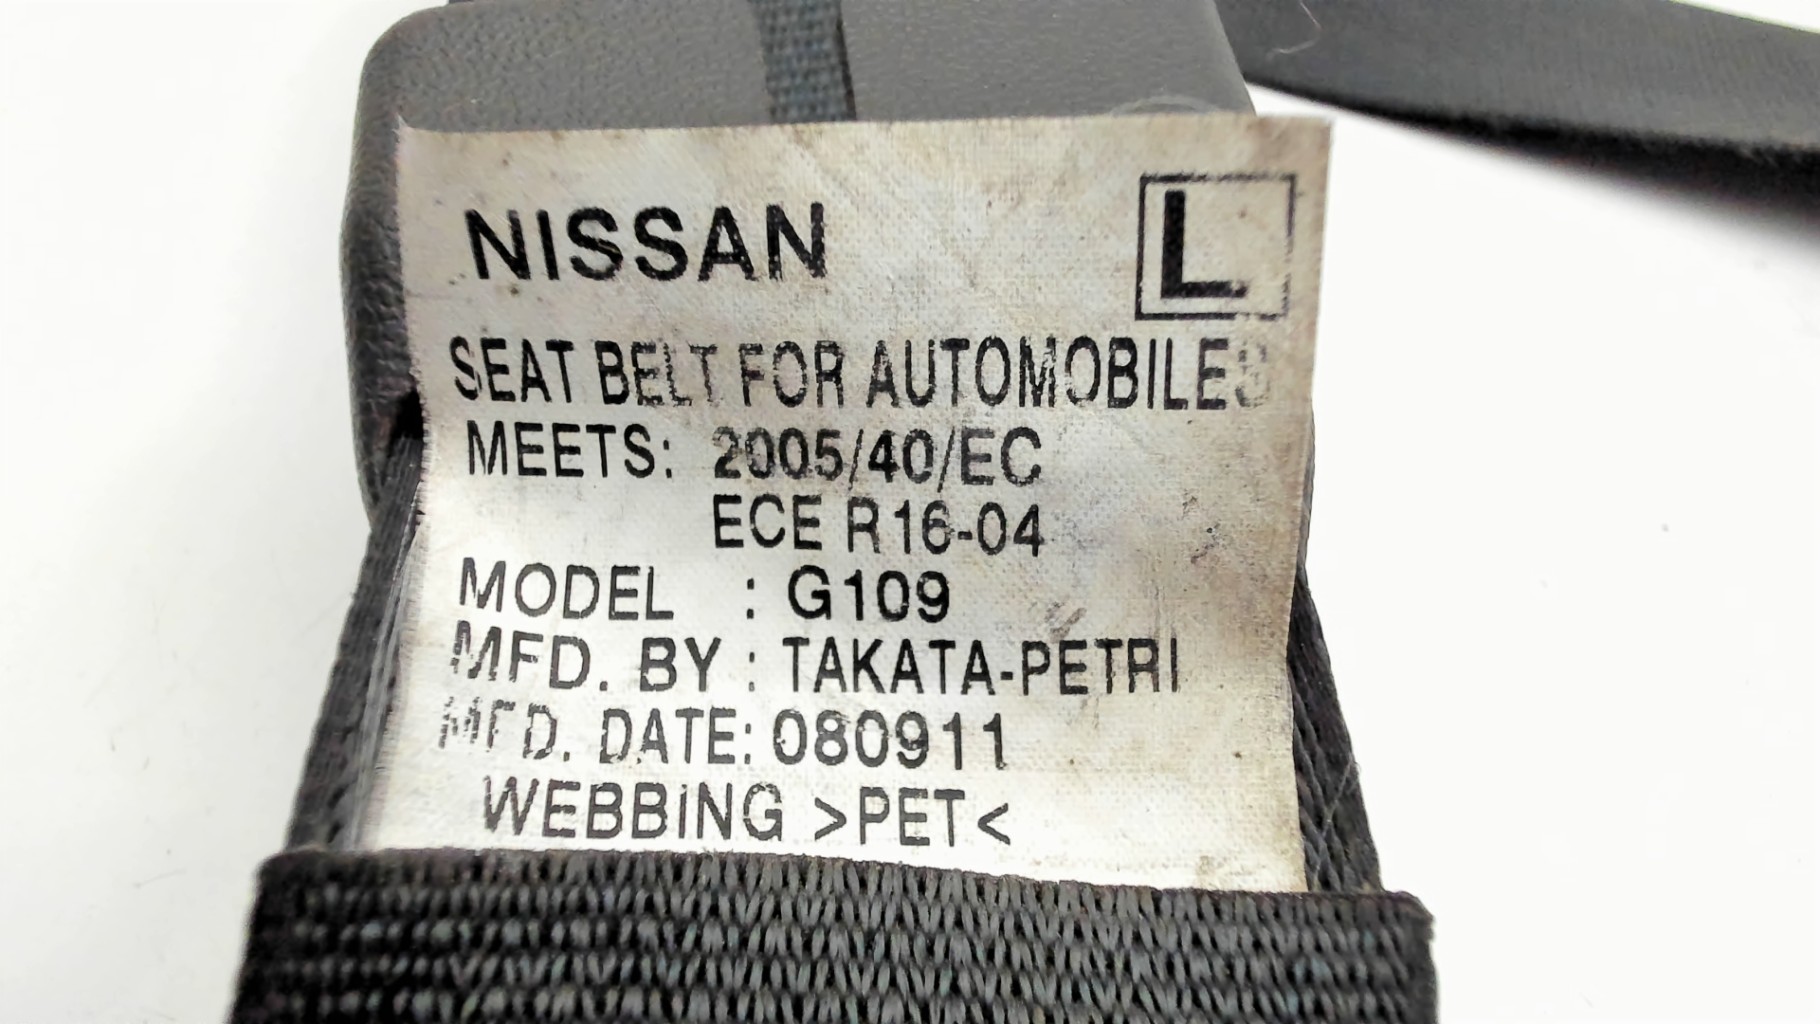 NISSAN L
SEAT BELT FOR AUTOMOBILES
MEETS: 2005/40/EC
ECE R16-04
MODEL : G109
MFD. BY : TAKATA-PETRI
MFD. DATE: 080911
WEBBING >PET<